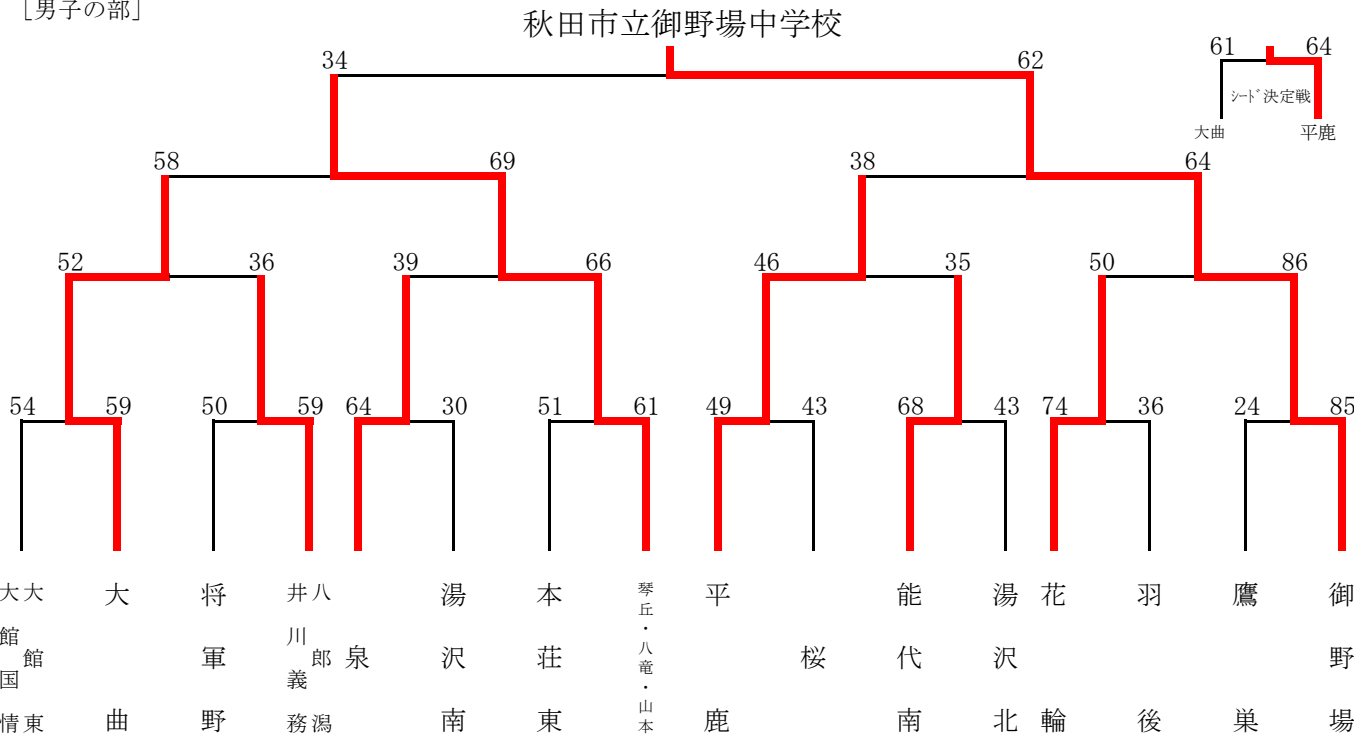 ［男子の部］
秋田市立御野場中学校
34
62
61
64
シード決定戦
大曲
平鹿
58
69
38
64
52
36
39
66
46
35
50
86
54
59
50
59
64
30
51
61
49
43
68
43
74
36
24
85
大館東
大館国情
大曲
将軍野
八郎潟
井川義務
泉
湯沢南
本荘東
琴丘・八竜・山本
平鹿
桜
能代南
湯沢北
花輪
羽後
鷹巣
御野場